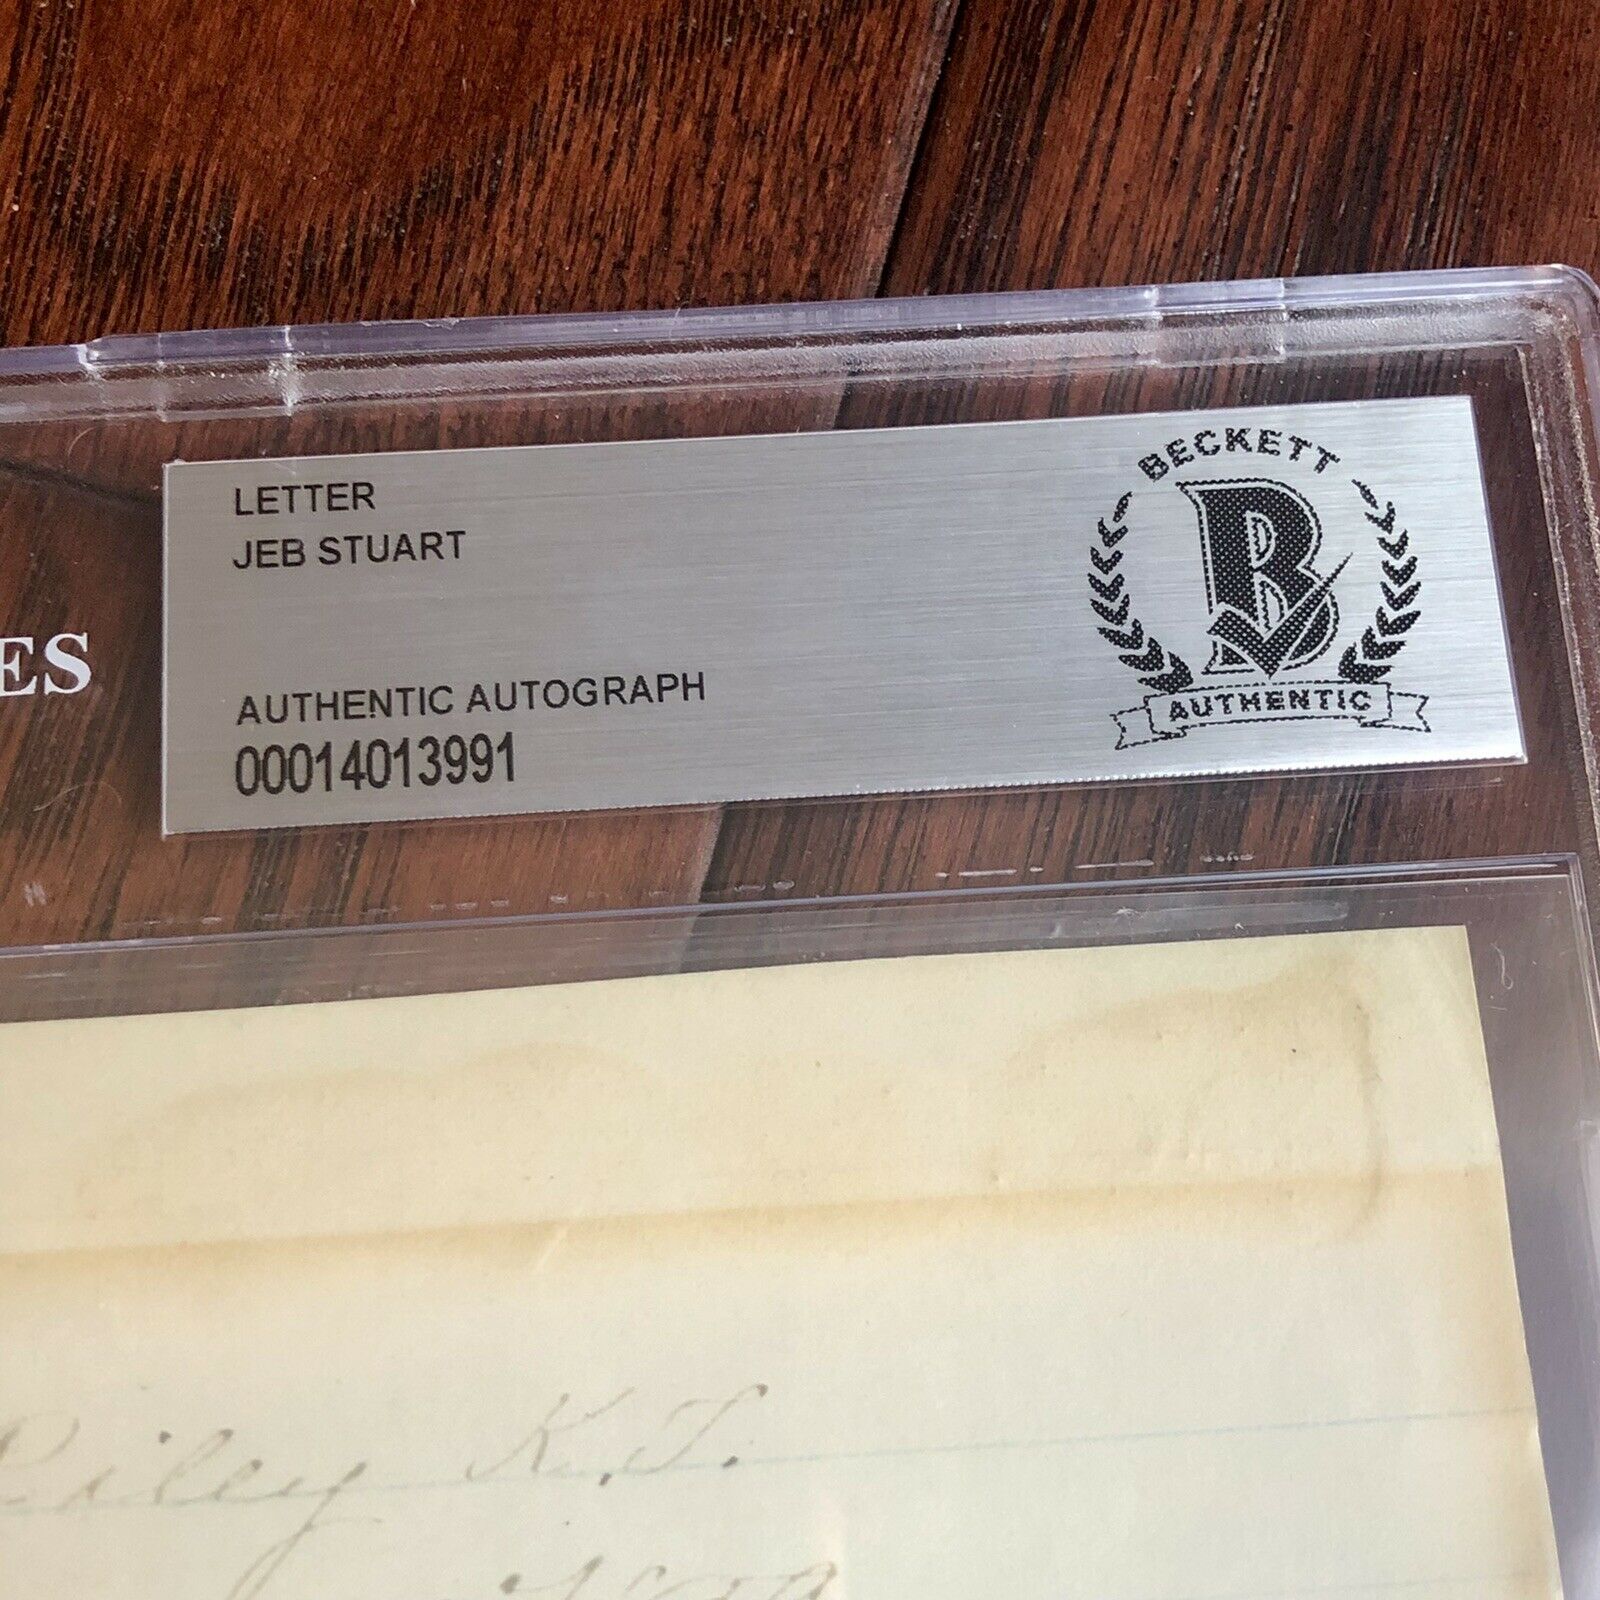 LETTER
JEB STUART
AUTHENTIC AUTOGRAPH
00014013991
BECKETT
B
AUTHENTIC
ES
Riley K.T.